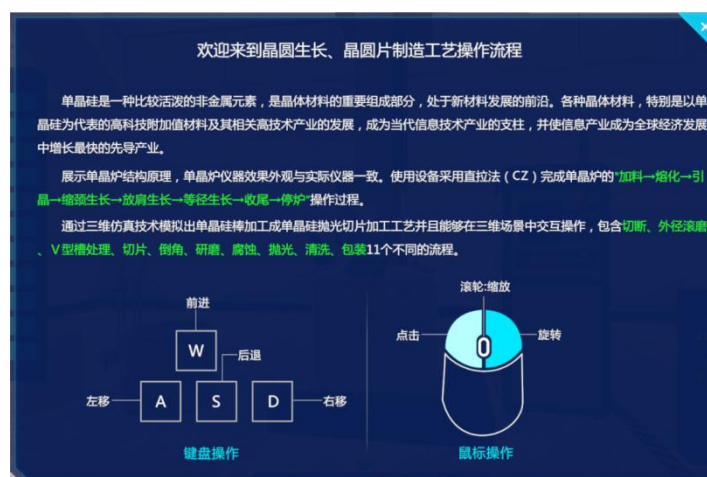 欢迎来到晶圆生长、晶圆片制造工艺操作流程
单晶硅是一种比较活泼的非金属元素，是晶体材料的重要组成部分，处于新材料发展的前沿。各种晶体材料，特别是以单
晶硅为代表的高科技附加值材料及其相关高技术产业的发展，成为当代信息技术产业的支柱，并使信息产业成为全球经济发展
中增长最快的先导产业。
展示单晶炉结构原理，单晶炉仪器效果外观与实际仪器一致。使用设备采用直拉法（CZ）完成单晶炉的"加料→熔化→引
晶→缩颈生长→放肩生长→等径生长→收尾→停炉"操作过程。
通过三维仿真技术模拟出单晶硅棒加工成单晶硅抛光切片加工工艺并且能够在三维场景中交互操作，包含切断、外径滚磨
、V型槽处理、切片、倒角、研磨、腐蚀、抛光、清洗、包装11个不同的流程。
前进
W
后退
左移
A
S
D
右移
键盘操作
滚轮:缩放
点击
旋转
鼠标操作